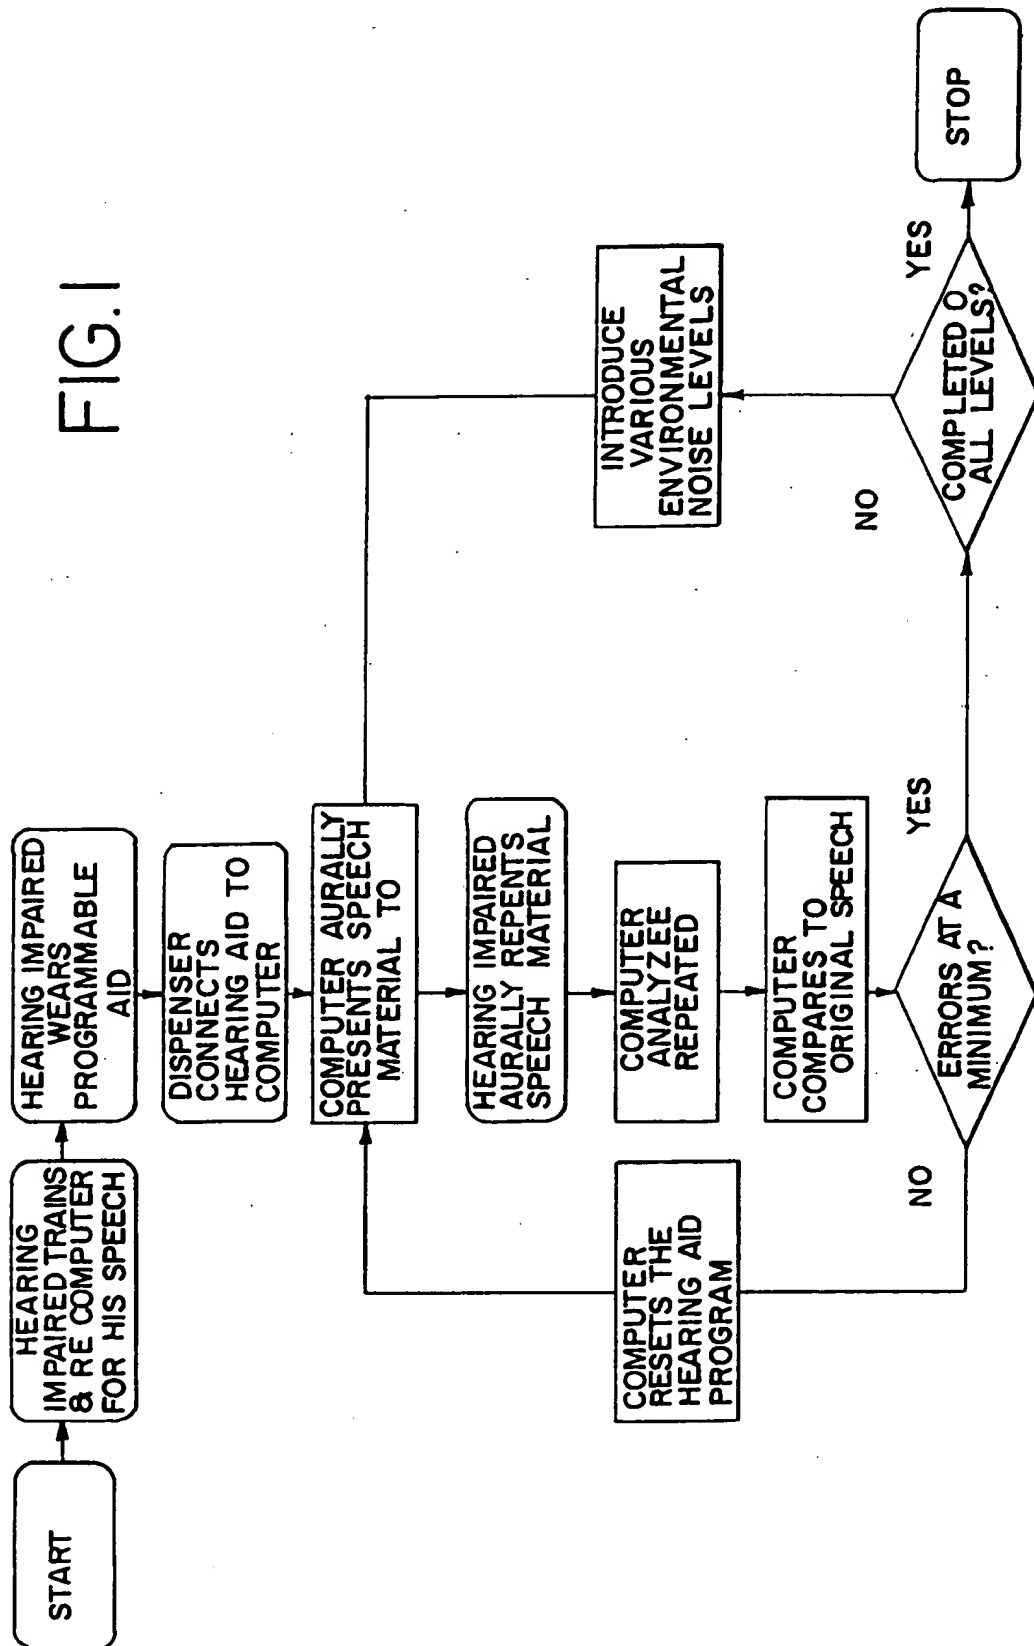 FIG.1
START
HEARING
IMPAIRED TRAINS
& RE COMPUTER
FOR HIS SPEECH
HEARING IMPAIRED
WEARS
PROGRAMMABLE
AID
DISPENSER
CONNECTS
HEARING AID TO
COMPUTER
COMPUTER AURALLY
PRESENTS SPEECH
MATERIAL TO
HEARING IMPAIRED
AURALLY REPENTS
SPEECH MATERIAL
COMPUTER
ANALYZEE
REPEATED
COMPUTER
COMPARES TO
ORIGINAL SPEECH
ERRORS AT A
MINIMUM?
NO
YES
COMPUTER
RESETS THE
HEARING AID
PROGRAM
COMPLETED O
ALL LEVELS?
NO
YES
INTRODUCE
VARIOUS
ENVIRONMENTAL
NOISE LEVELS
STOP